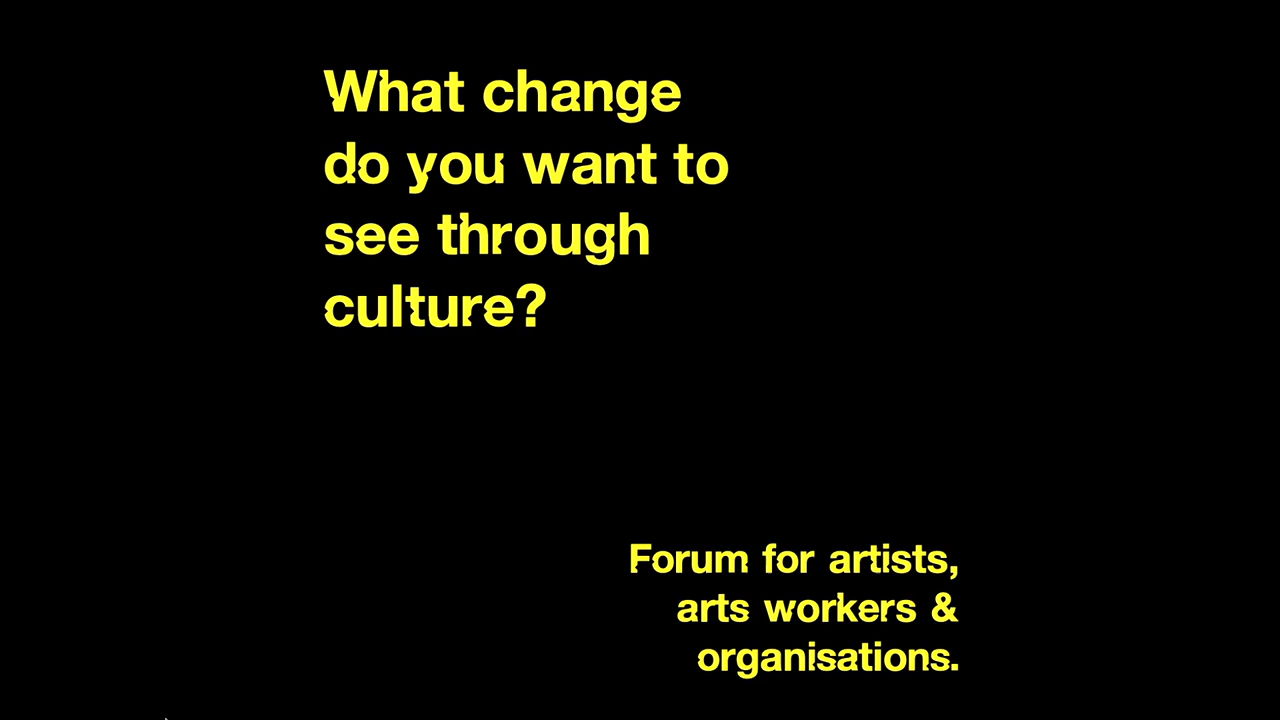 What change
do you want to
see through
culture?
Forum for artists,
arts workers &
organisations.